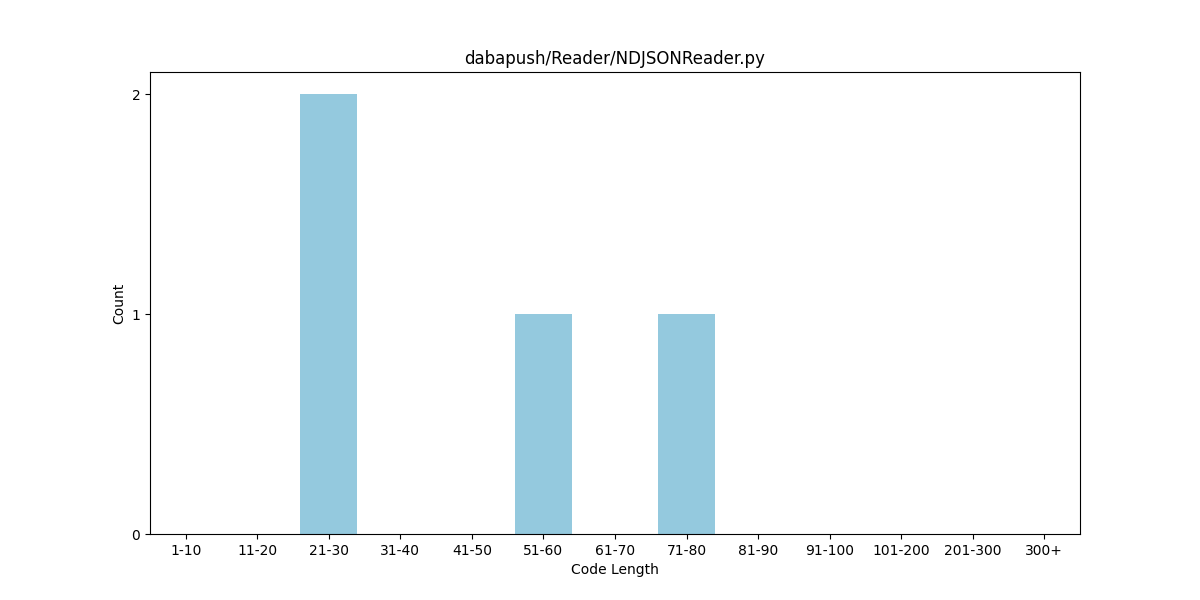 dabapush/Reader/NDJSONReader.py
2
1
0
Count
1-10 11-20 21-30 31-40 41-50 51-60 61-70 71-80 81-90 91-100 101-200 201-300 300+
Code Length